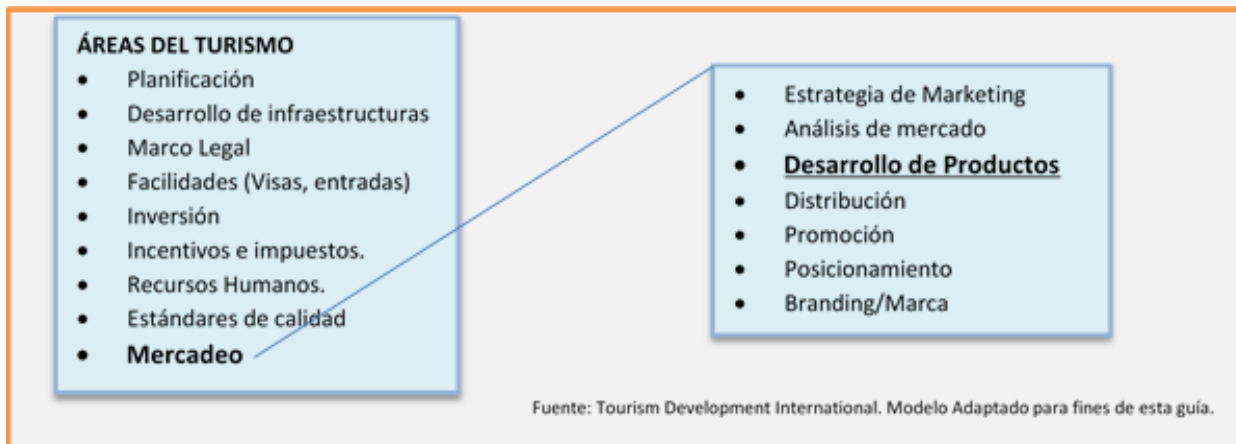 ÁREAS DEL TURISMO
• Planificación
• Desarrollo de infraestructuras
• Marco Legal
• Facilidades (Visas, entradas)
• Inversión
• Incentivos e impuestos.
• Recursos Humanos.
• Estándares de calidad
• Mercadeo
• Estrategia de Marketing
• Análisis de mercado
• Desarrollo de Productos
• Distribución
• Promoción
• Posicionamiento
• Branding/Marca
Fuente: Tourism Development International. Modelo Adaptado para fines de esta guía.